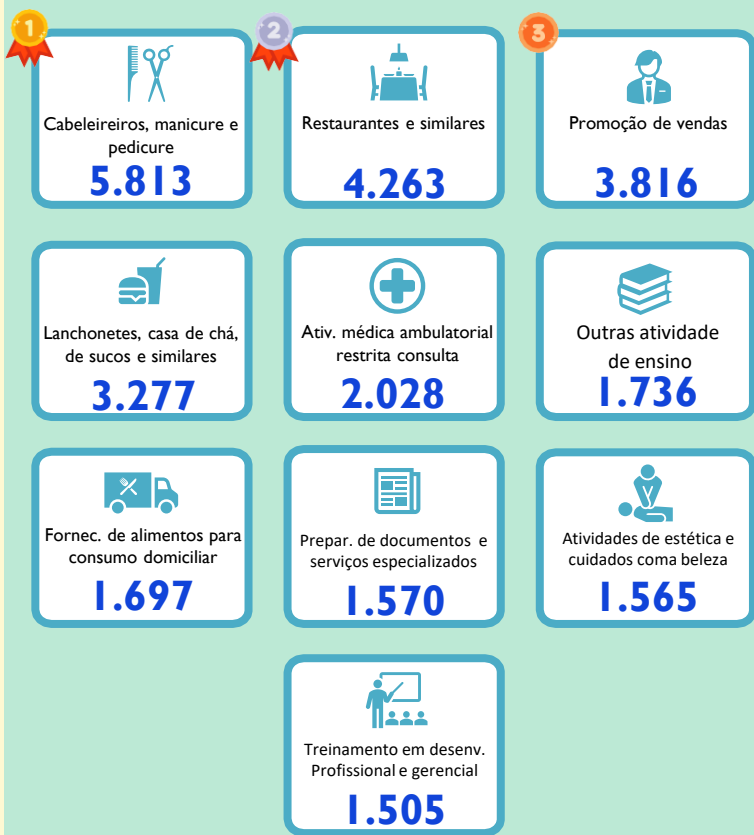 1
Cabeleireiros, manicure e
pedicure
5.813
2
Restaurantes e similares
4.263
3
Promoção de vendas
3.816
Lanchonetes, casa de chá,
de sucos e similares
3.277
Ativ. médica ambulatorial
restrita consulta
2.028
Outras atividade
de ensino
1.736
Fornec. de alimentos para
consumo domiciliar
1.697
Prepar. de documentos e
serviços especializados
1.570
Atividades de estética e
cuidados coma beleza
1.565
Treinamento em desenv.
Profissional e gerencial
1.505